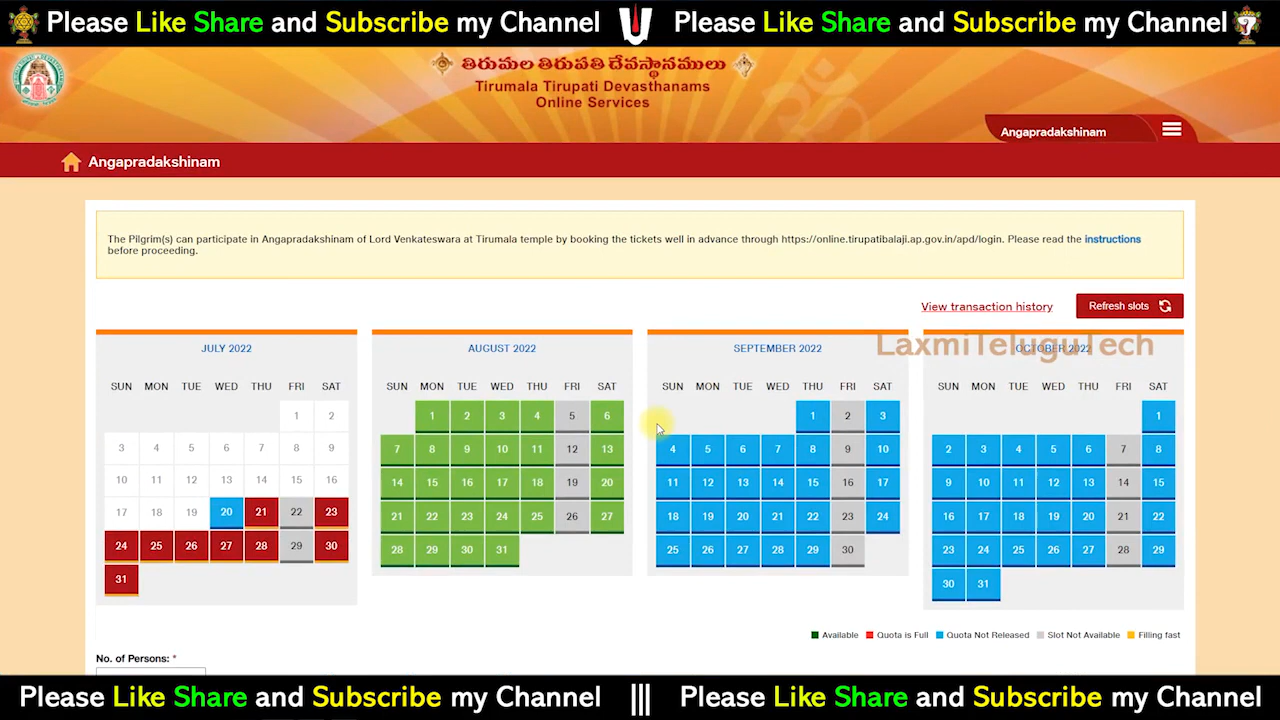 Please Like Share and Subscribe my Channel Please Like Share and Subscribe my Channel
తిరుమల తిరుపతి దేవస్థానములు
Tirumala Tirupati Devasthanams
Online Services
Angapradakshinam
Angapradakshinam
The Pilgrim(s) can participate in Angapradakshinam of Lord Venkateswara at Tirumala temple by booking the tickets well in advance through https://online.tirupatibalaji.ap.gov.in/apd/login. Please read the instructions
before proceeding.
View transaction history Refresh slots
LaxmiTeluguTech
JULY 2022
SUN MON TUE WED THU FRI SAT
1 2
3 4 5 6 7 8 9
10 11 12 13 14 15 16
17 18 19 20 21 22 23
24 25 26 27 28 29 30
31
AUGUST 2022
SUN MON TUE WED THU FRI SAT
1 2 3 4 5 6
7 8 9 10 11 12 13
14 15 16 17 18 19 20
21 22 23 24 25 26 27
28 29 30 31
SEPTEMBER 2022
SUN MON TUE WED THU FRI SAT
1 2 3
4 5 6 7 8 9 10
11 12 13 14 15 16 17
18 19 20 21 22 23 24
25 26 27 28 29 30
OCTOBER 2022
SUN MON TUE WED THU FRI SAT
1
2 3 4 5 6 7 8
9 10 11 12 13 14 15
16 17 18 19 20 21 22
23 24 25 26 27 28 29
30 31
Available Quota is Full Quota Not Released Slot Not Available Filling fast
No. of Persons: *
Please Like Share and Subscribe my Channel ||| Please Like Share and Subscribe my Channel